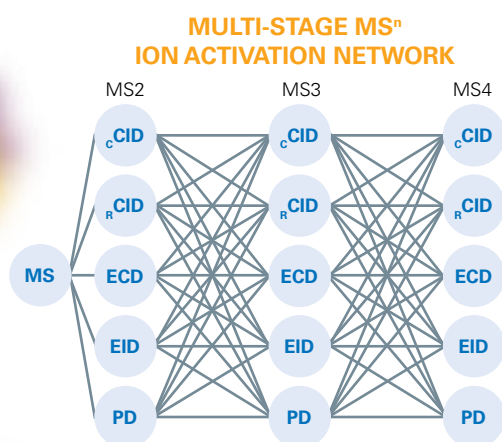 MULTI-STAGE MSⁿ
ION ACTIVATION NETWORK
MS2 MS3 MS4
cCID cCID cCID
RCID RCID RCID
MS ECD ECD ECD
EID EID EID
PD PD PD